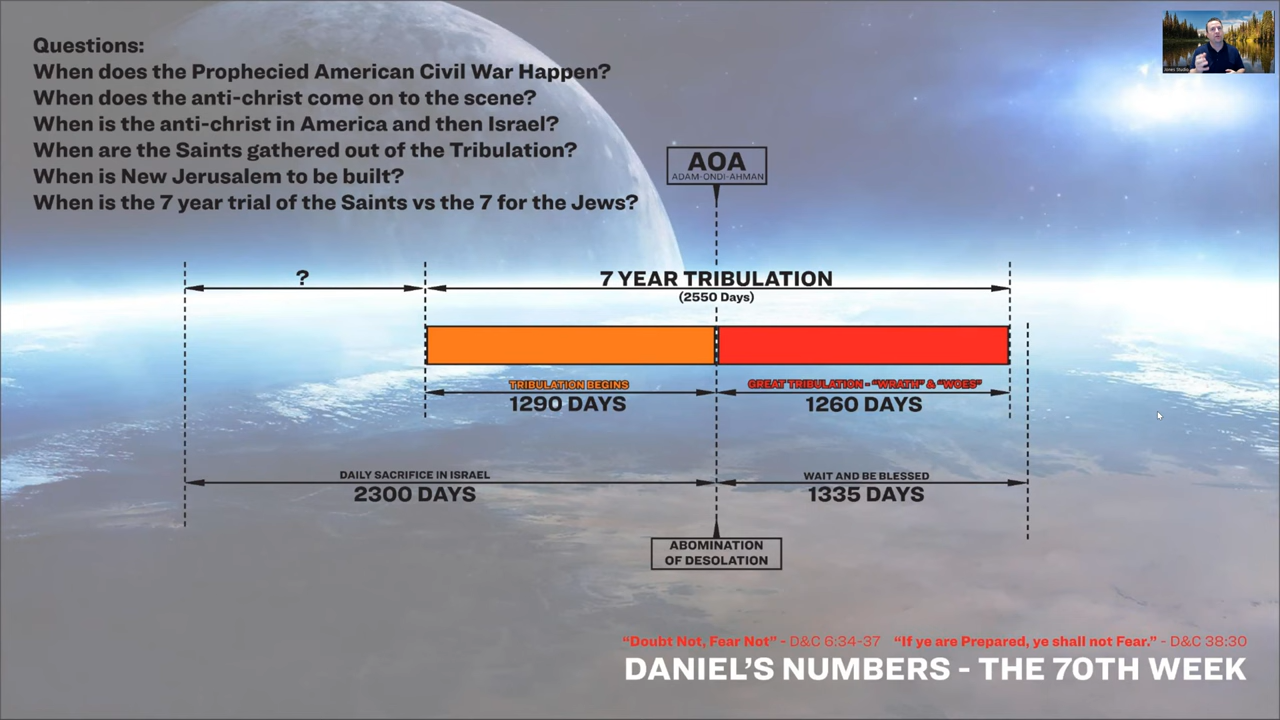 Questions:
When does the Prophecied American Civil War Happen?
When does the anti-christ come on to the scene?
When is the anti-christ in America and then Israel?
When are the Saints gathered out of the Tribulation?
When is New Jerusalem to be built?
When is the 7 year trial of the Saints vs the 7 for the Jews?
Jones Studio
AOA
ADAM-ONDI-AHMAN
?
7 YEAR TRIBULATION
(2550 Days)
TRIBULATION BEGINS
1290 DAYS
GREAT TRIBULATION - "WRATH" & "WOES"
1260 DAYS
DAILY SACRIFICE IN ISRAEL
2300 DAYS
WAIT AND BE BLESSED
1335 DAYS
ABOMINATION
OF DESOLATION
"Doubt Not, Fear Not" - D&C 6:34-37 "If ye are Prepared, ye shall not Fear." - D&C 38:30
DANIEL'S NUMBERS - THE 70TH WEEK